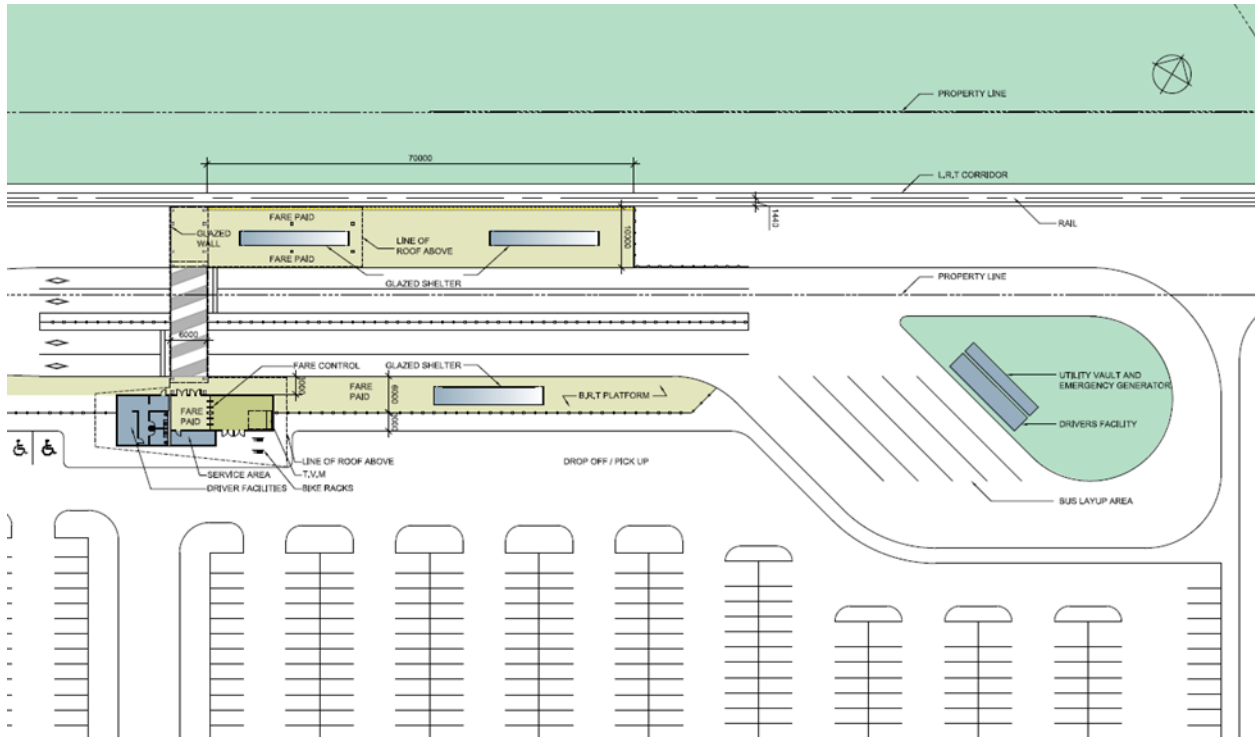 PROPERTY LINE
70000
L.R.T CORRIDOR
FARE PAID
1440
RAIL
GLAZED
WALL
LINE OF
ROOF ABOVE
10000
FARE PAID
GLAZED SHELTER
PROPERTY LINE
6000
FARE CONTROL
GLAZED SHELTER
UTILITY VAULT AND
EMERGENCY GENERATOR
3000
FARE
PAID
6000
B.R.T PLATFORM
FARE
PAID
3000
DRIVERS FACILITY
LINE OF ROOF ABOVE
DROP OFF / PICK UP
SERVICE AREA
T.V.M
DRIVER FACILITIES
BIKE RACKS
BUS LAYUP AREA